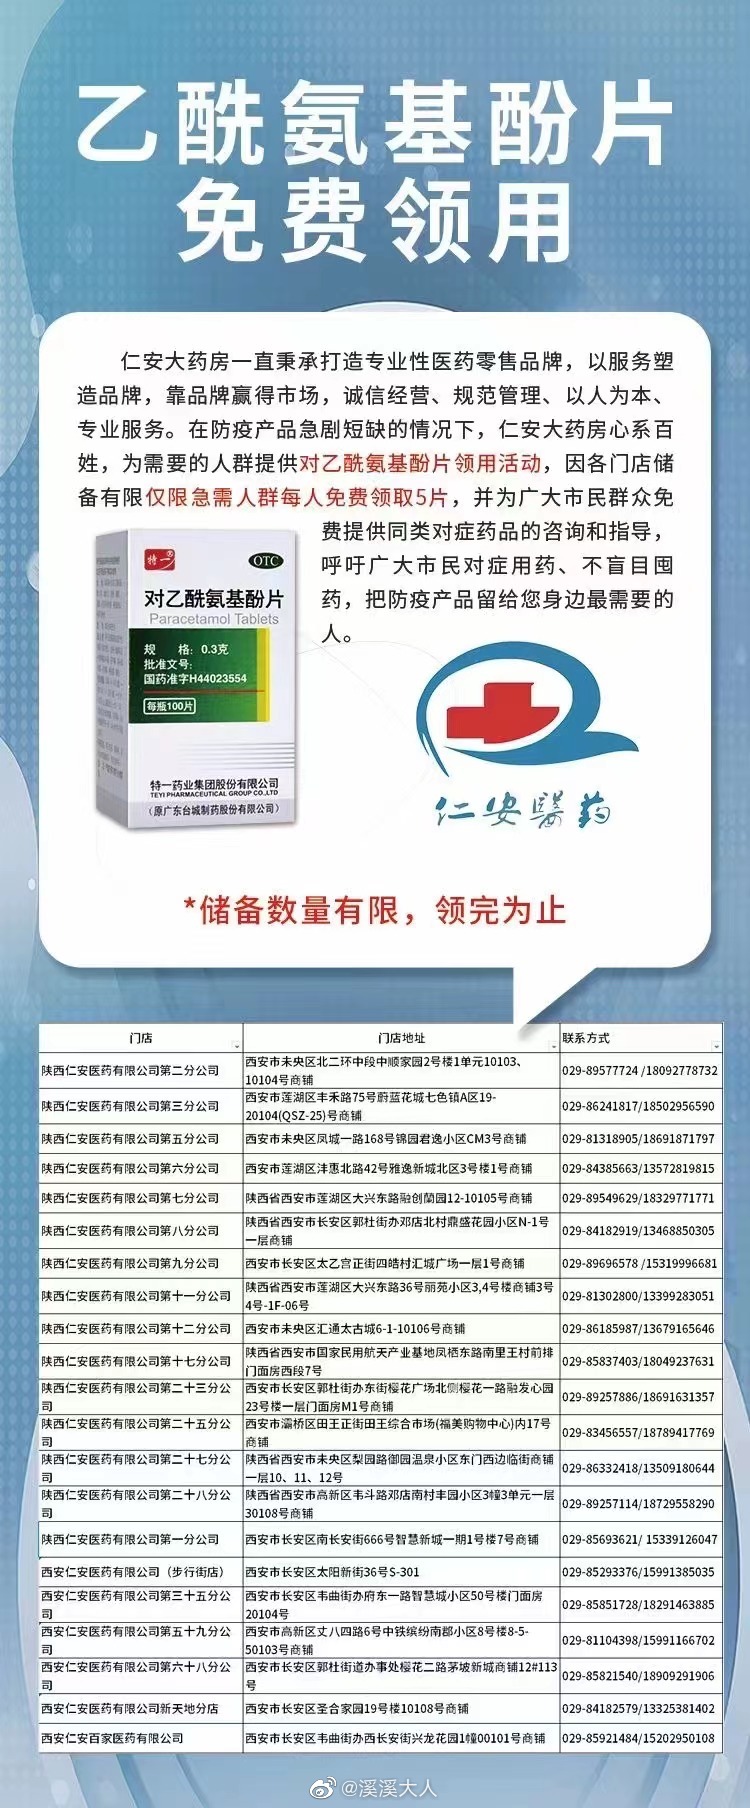 乙酰氨基酚片
免费领用
仁安大药房一直秉承打造专业性医药零售品牌，以服务塑
造品牌，靠品牌赢得市场，诚信经营、规范管理、以人为本、
专业服务。在防疫产品急剧短缺的情况下，仁安大药房心系百
姓，为需要的人群提供对乙酰氨基酚片领用活动，因各门店储
备有限仅限急需人群每人免费领取5片，并为广大市民群众免
费提供同类对症药品的咨询和指导，
呼吁广大市民对症用药、不盲目囤
药，把防疫产品留给您身边最需要的
人。
特一®
OTC
对乙酰氨基酚片
Paracetamol Tablets
规 格：0.3克
批准文号：
国药准字H44023554
每瓶100片
特一药业集团股份有限公司
TEYI PHARMACEUTICAL GROUP CO.,LTD
（原广东台城制药股份有限公司）
仁安醫药
*储备数量有限，领完为止
门店 门店地址 联系方式
陕西仁安医药有限公司第二分公司 西安市未央区北二环中段中顺家园2号楼1单元10103、
10104号商铺 029-89577724 /18092778732
陕西仁安医药有限公司第三分公司 西安市莲湖区丰禾路75号蔚蓝花城七色镇A区19-
20104(QSZ-25)号商铺 029-86241817/18502956590
陕西仁安医药有限公司第五分公司 西安市未央区凤城一路168号锦园君逸小区CM3号商铺 029-81318905/18691871797
陕西仁安医药有限公司第六分公司 西安市莲湖区沣惠北路42号雅逸新城北区3号楼1号商铺 029-84385663/13572819815
陕西仁安医药有限公司第七分公司 陕西省西安市莲湖区大兴东路融创蘭园12-10105号商铺 029-89549629/18329771771
陕西仁安医药有限公司第八分公司 陕西省西安市长安区郭杜街办邓店北村鼎盛花园小区N-1号
一层商铺 029-84182919/13468850305
陕西仁安医药有限公司第九分公司 西安市长安区太乙宫正街四皓村汇城广场一层1号商铺 029-89696578 /15319996681
陕西仁安医药有限公司第十一分公司 陕西省西安市莲湖区大兴东路36号丽苑小区3,4号楼商铺3号
4号-1F-06号 029-81302800/13399283051
陕西仁安医药有限公司第十二分公司 西安市未央区汇通太古城6-1-10106号商铺 029-86185987/13679165646
陕西仁安医药有限公司第十七分公司 陕西省西安市国家民用航天产业基地凤栖东路南里王村前排
门面房西段7号 029-85837403/18049237631
陕西仁安医药有限公司第二十三分公
司 西安市长安区郭杜街办东街樱花广场北侧樱花一路融发心园
23号楼一层门面房M1号商铺 029-89257886/18691631357
陕西仁安医药有限公司第二十五分公
司 西安市灞桥区田王正街田王综合市场(福美购物中心)内17号
商铺 029-83456557/18789417769
陕西仁安医药有限公司第二十七分公
司 陕西省西安市未央区梨园路御园温泉小区东门西边临街商铺
一层10、11、12号 029-86332418/13509180644
陕西仁安医药有限公司第二十八分公
司 陕西省西安市高新区韦斗路邓店南村丰园小区3幢3单元一层
30108号商铺 029-89257114/18729558290
陕西仁安医药有限公司第一分公司 西安市长安区南长安街666号智慧新城一期1号楼7号商铺 029-85693621/ 15339126047
西安仁安医药有限公司（步行街店） 西安市长安区太阳新街36号S-301 029-85293376/15991385035
西安仁安医药有限公司第三十五分公
司 西安市长安区韦曲街办府东一路智慧城小区50号楼门面房
20104号 029-85851728/18291463885
西安仁安医药有限公司第五十九分公
司 西安市高新区丈八四路6号中铁缤纷南郡小区8号楼8-5-
50103号商铺 029-81104398/15991166702
西安仁安医药有限公司第六十八分公
司 西安市长安区郭杜街道办事处樱花二路茅坡新城商铺12#113
号 029-85821540/18909291906
西安仁安医药有限公司新天地分店 西安市长安区圣合家园19号楼10108号商铺 029-84182579/13325381402
西安仁安百家医药有限公司 西安市长安区韦曲街办西长安街兴龙花园1幢00101号商铺 029-85921484/15202950108
@溪溪大人